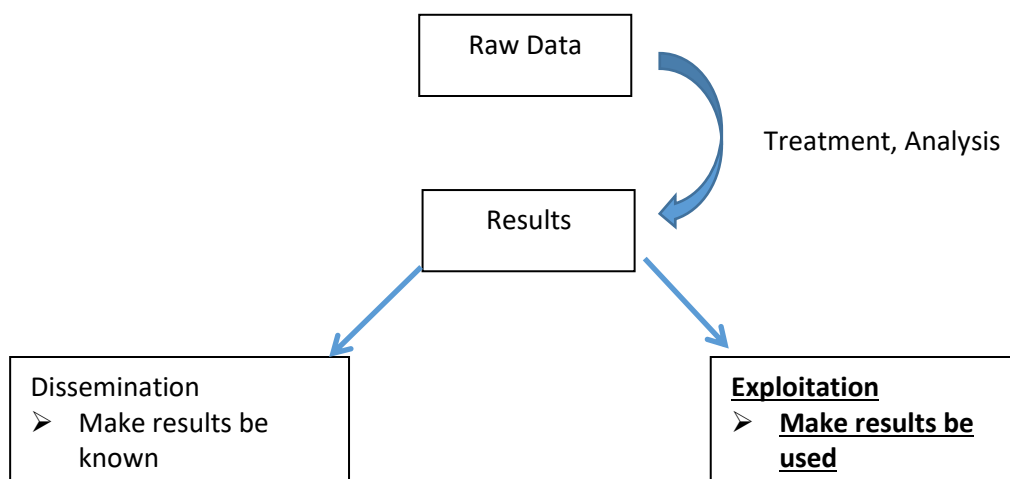 Raw Data
Treatment, Analysis
Results
Dissemination
➢ Make results be
known
Exploitation
➢ Make results be
used